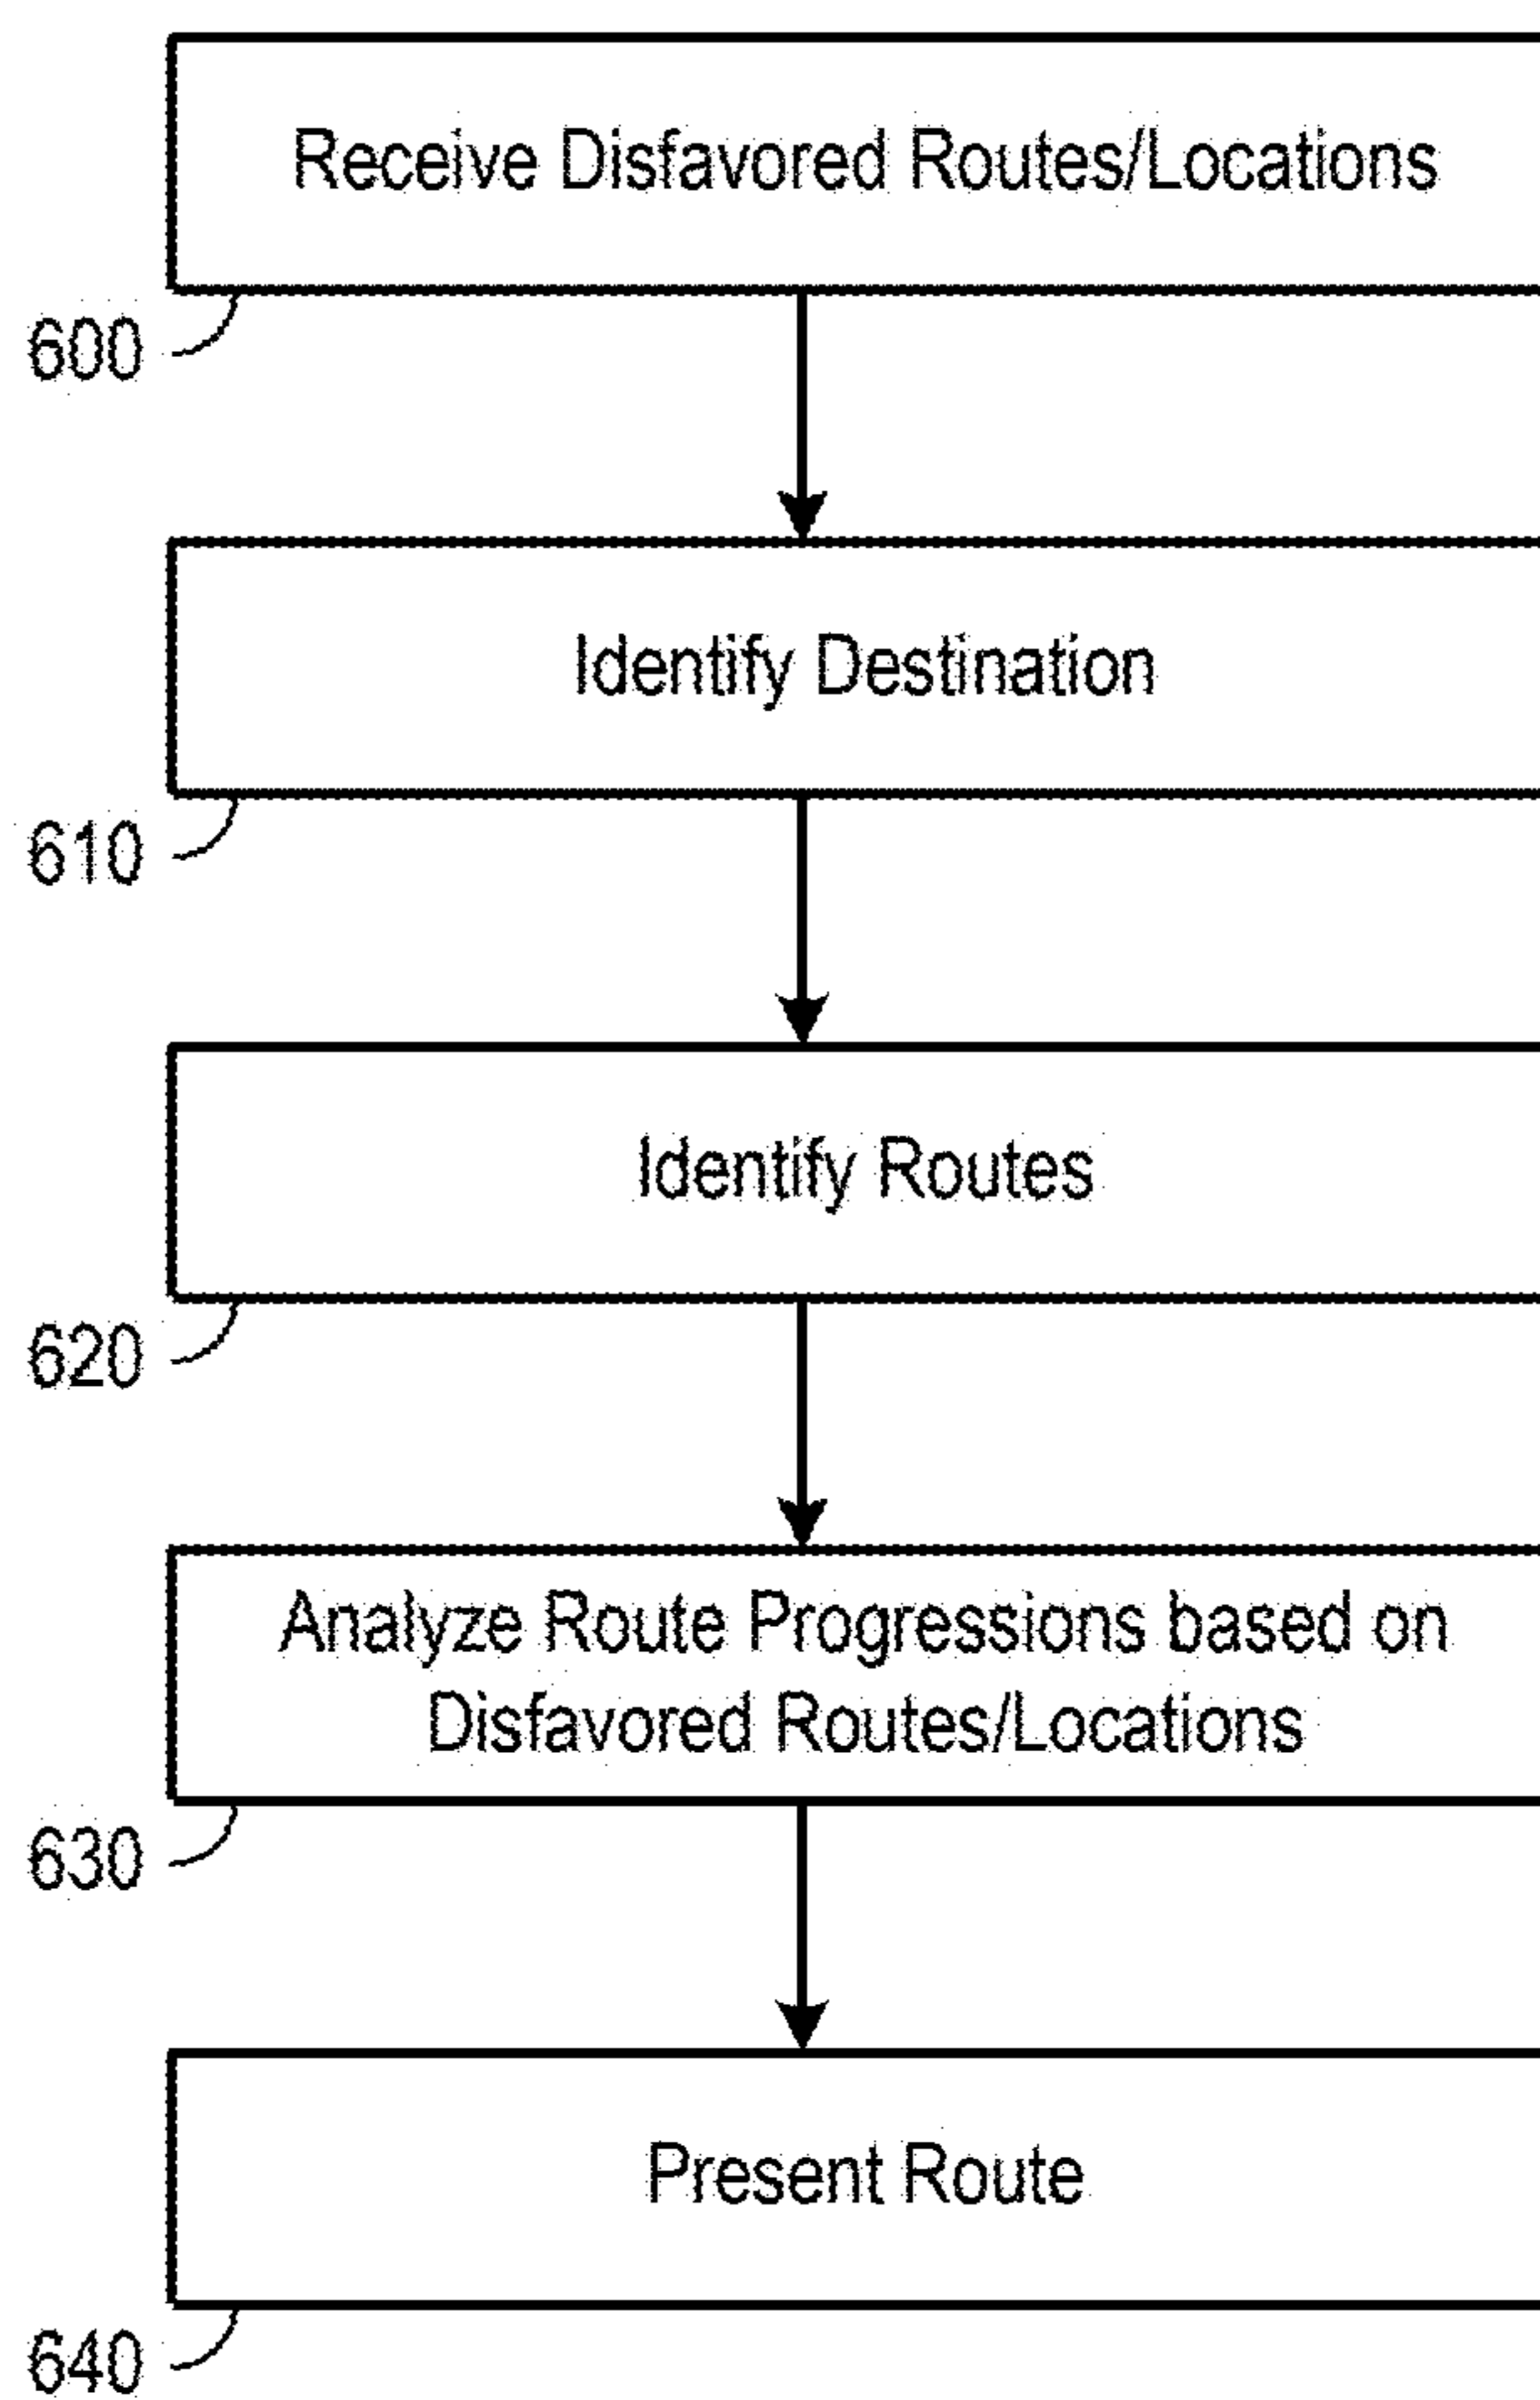 Receive Disfavored Routes/Locations
600
Identify Destination
610
Identify Routes
620
Analyze Route Progressions based on
Disfavored Routes/Locations
630
Present Route
640